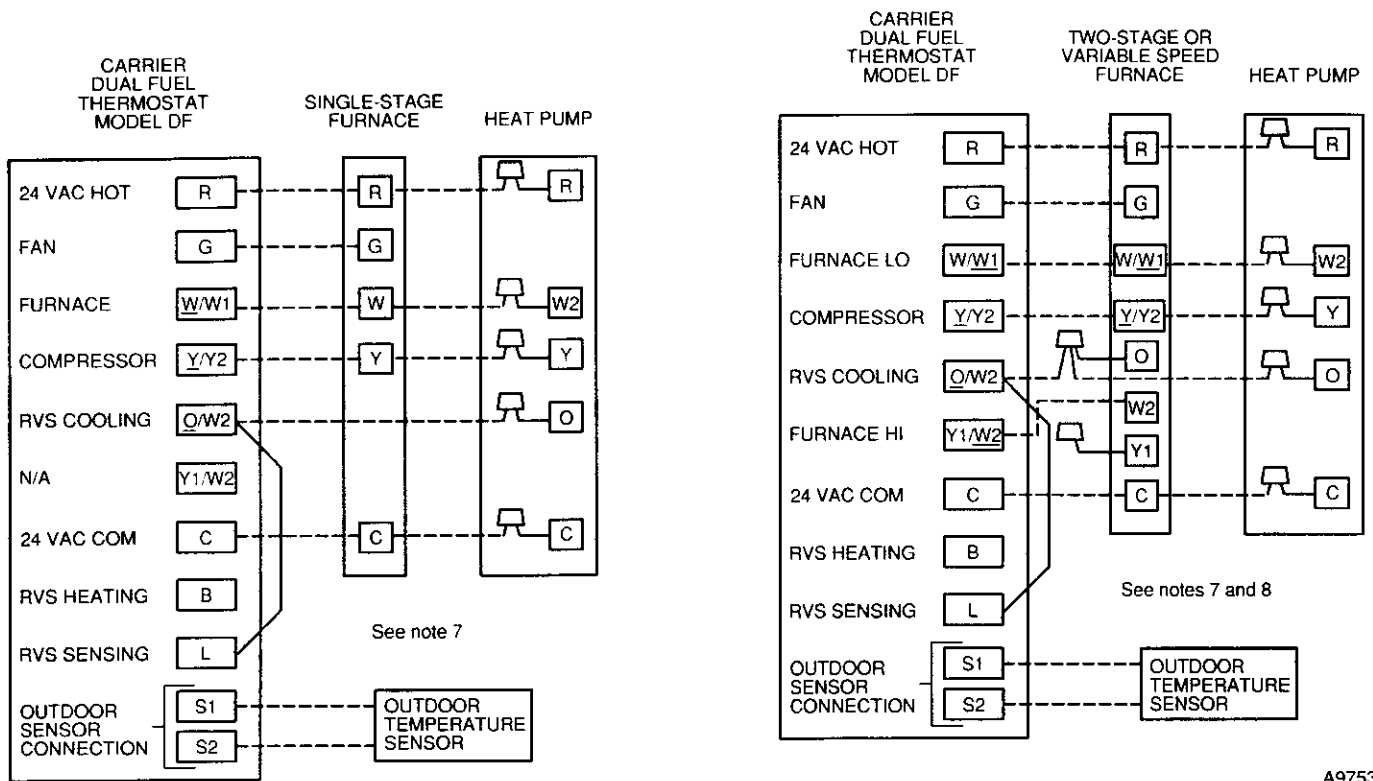 CARRIER
DUAL FUEL
THERMOSTAT
MODEL DF
SINGLE-STAGE
FURNACE
HEAT PUMP
24 VAC HOT R R R
FAN G G
FURNACE W/W1 W W2
COMPRESSOR Y/Y2 Y Y
RVS COOLING O/W2 O
N/A Y1/W2
24 VAC COM C C C
RVS HEATING B
RVS SENSING L
See note 7
OUTDOOR
SENSOR
CONNECTION
S1
S2
OUTDOOR
TEMPERATURE
SENSOR
CARRIER
DUAL FUEL
THERMOSTAT
MODEL DF
TWO-STAGE OR
VARIABLE SPEED
FURNACE
HEAT PUMP
24 VAC HOT R R R
FAN G G
FURNACE LO W/W1 W/W1 W2
COMPRESSOR Y/Y2 Y/Y2 Y
RVS COOLING O/W2 O O
W2
FURNACE HI Y1/W2
Y1
24 VAC COM C C C
RVS HEATING B
RVS SENSING L
See notes 7 and 8
OUTDOOR
SENSOR
CONNECTION
S1
S2
OUTDOOR
TEMPERATURE
SENSOR
A9753